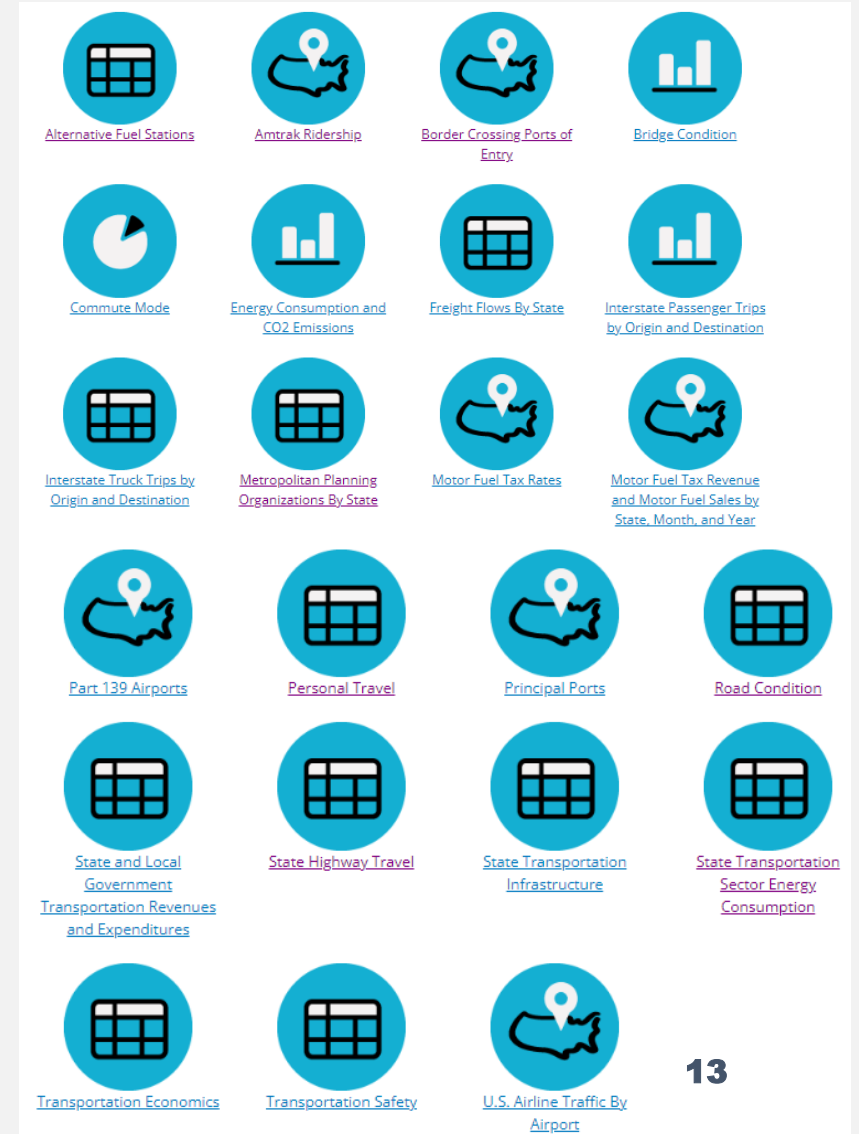 Alternative Fuel Stations
Amtrak Ridership
Border Crossing Ports of
Entry
Bridge Condition
Commute Mode
Energy Consumption and
CO2 Emissions
Freight Flows By State
Interstate Passenger Trips
by Origin and Destination
Interstate Truck Trips by
Origin and Destination
Metropolitan Planning
Organizations By State
Motor Fuel Tax Rates
Motor Fuel Tax Revenue
and Motor Fuel Sales by
State, Month, and Year
Part 139 Airports
Personal Travel
Principal Ports
Road Condition
State and Local
Government
Transportation Revenues
and Expenditures
State Highway Travel
State Transportation
Infrastructure
State Transportation
Sector Energy
Consumption
Transportation Economics
Transportation Safety
U.S. Airline Traffic By
Airport
13